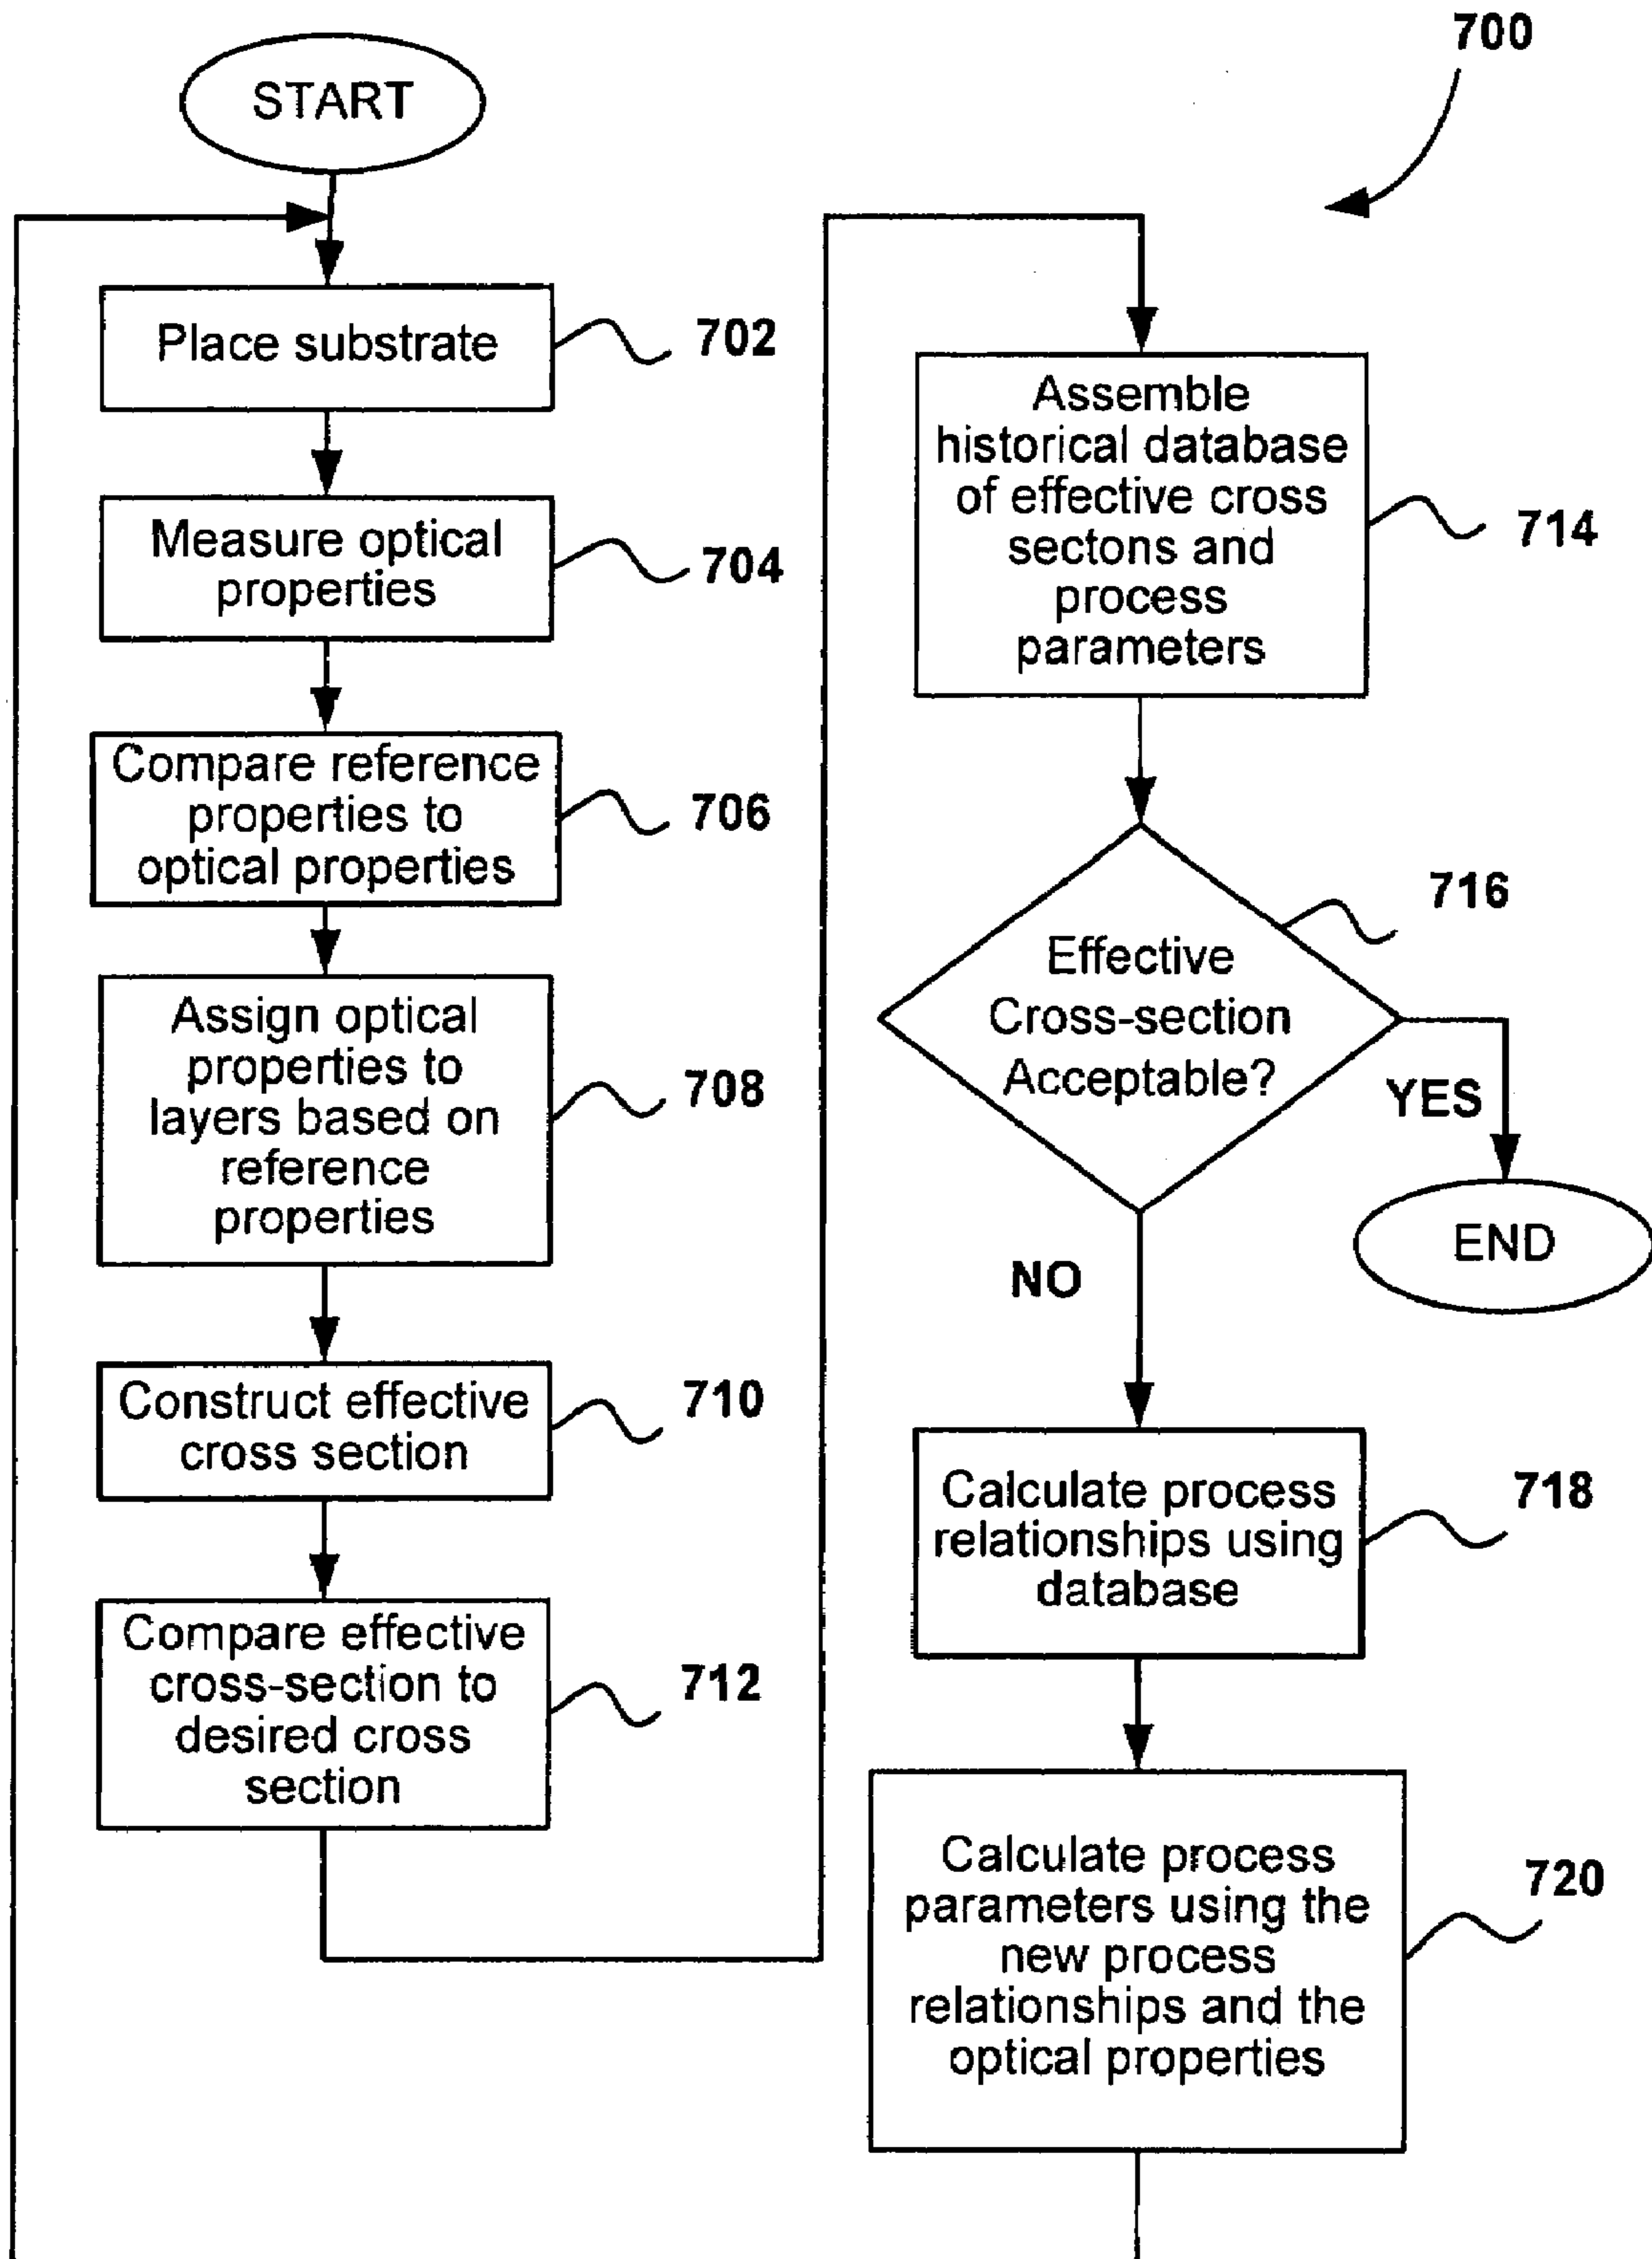 700
START
Place substrate
702
Measure optical
properties
704
Compare reference
properties to
optical properties
706
Assign optical
properties to
layers based on
reference
properties
708
Construct effective
cross section
710
Compare effective
cross-section to
desired cross
section
712
Assemble
historical database
of effective cross
sectons and
process
parameters
714
Effective
Cross-section
Acceptable?
716
YES
END
NO
Calculate process
relationships using
database
718
Calculate process
parameters using the
new process
relationships and the
optical properties
720